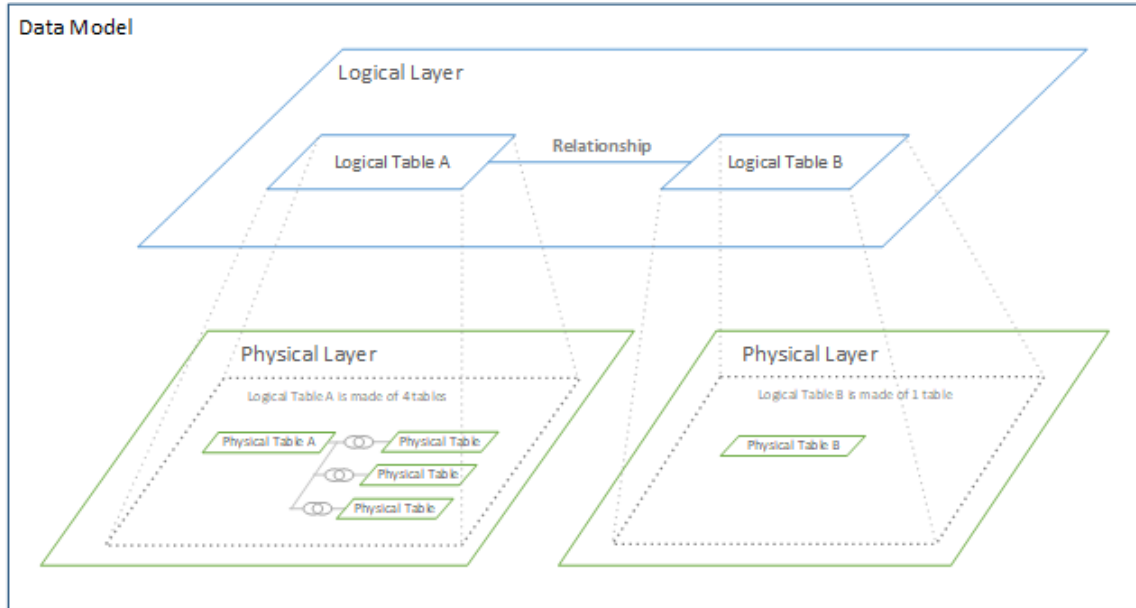 Data Model
Logical Layer
Logical Table A
Relationship
Logical Table B
Physical Layer
Logical Table A is made of 4 tables
Physical Table A
Physical Table
Physical Table
Physical Table
Physical Layer
Logical Table B is made of 1 table
Physical Table B